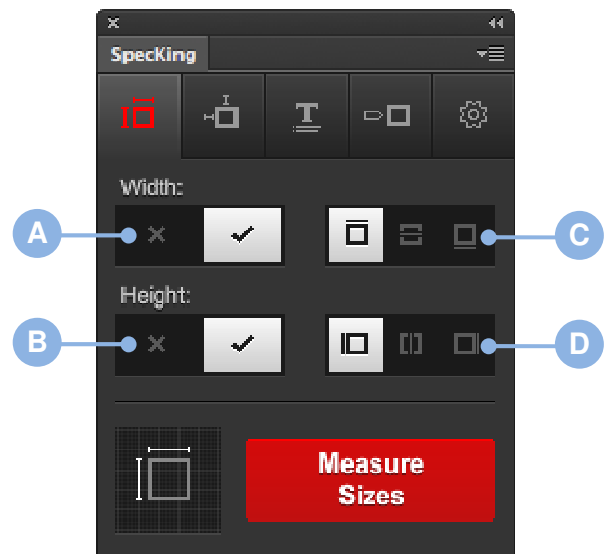 SpecKing
T
Width:
A
C
Height:
B
D
Measure
Sizes